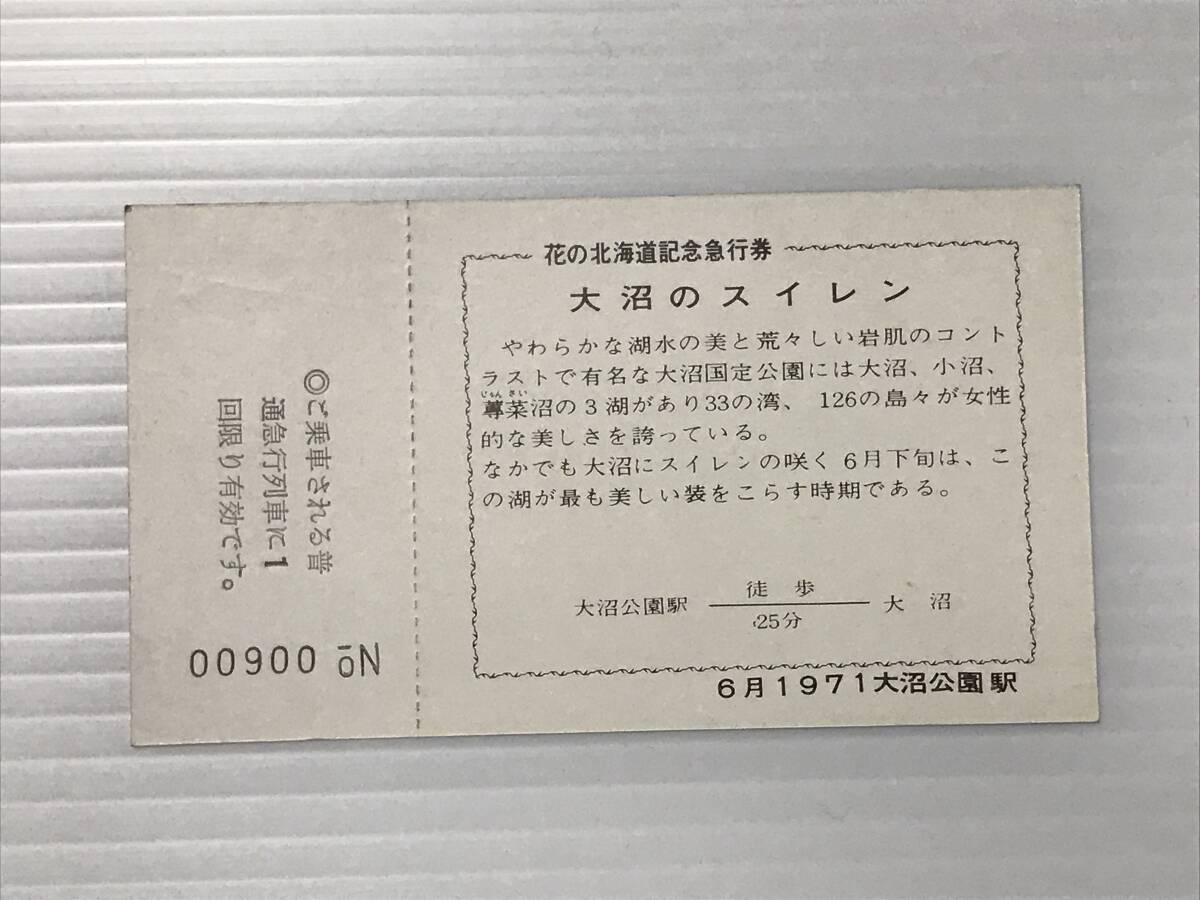 花の北海道記念急行券
大沼のスイレン
やわらかな湖水の美と荒々しい岩肌のコント
ラストで有名な大沼国定公園には大沼、小沼、
じゅんさい
蓴菜沼の3湖があり33の湾、126の島々が女性
的な美しさを誇っている。
なかでも大沼にスイレンの咲く6月下旬は、こ
の湖が最も美しい装をこらす時期である。
徒歩
大沼公園駅 大沼
25分
6月1971大沼公園駅
◎ご乗車される普
通急行列車に1
回限り有効です。
No 00900